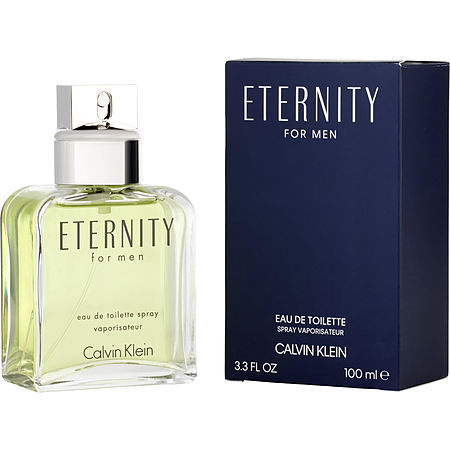 ETERNITY
for men
eau de toilette spray
vaporisateur
Calvin Klein
ETERNITY
FOR MEN
EAU DE TOILETTE
SPRAY VAPORISATEUR
CALVIN KLEIN
3.3 FL OZ 100 ml ℮